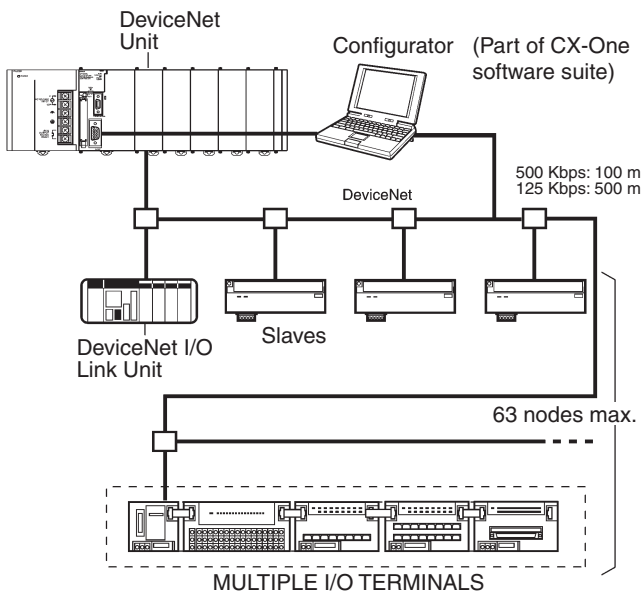 DeviceNet
Unit
Configurator
(Part of CX-One
software suite)
500 Kbps: 100 m
125 Kbps: 500 m
DeviceNet
Slaves
DeviceNet I/O
Link Unit
63 nodes max.
MULTIPLE I/O TERMINALS